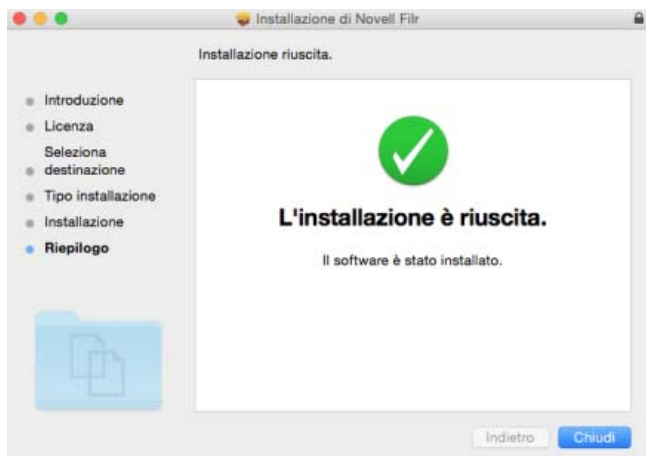 Installazione di Novell Filr
Installazione riuscita.
Introduzione
Licenza
Seleziona
destinazione
Tipo installazione
Installazione
Riepilogo
L'installazione è riuscita.
Il software è stato installato.
Indietro
Chiudi